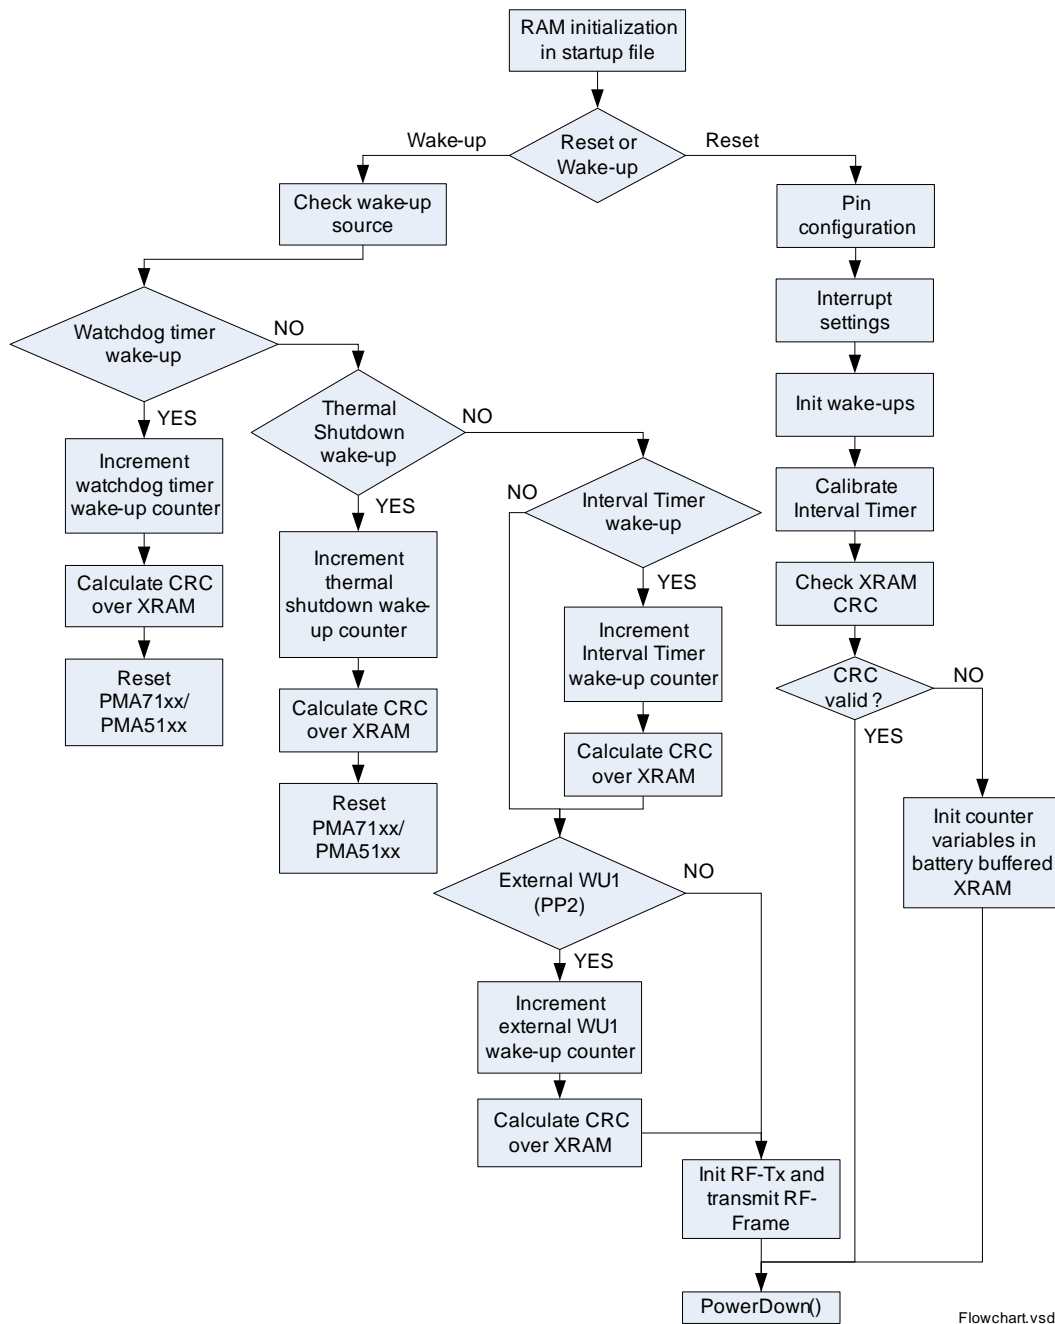 RAM initialization
in startup file
Wake-up
Reset or
Wake-up
Reset
Check wake-up
source
Pin
configuration
Watchdog timer
wake-up
NO
YES
Interrupt
settings
Thermal
Shutdown
wake-up
NO
YES
Init wake-ups
Increment
watchdog timer
wake-up counter
NO
Interval Timer
wake-up
YES
Calibrate
Interval Timer
Increment
thermal
shutdown wake-
up counter
Calculate CRC
over XRAM
Check XRAM
CRC
Increment
Interval Timer
wake-up counter
Reset
PMA71xx/
PMA51xx
CRC
valid ?
NO
YES
Calculate CRC
over XRAM
Calculate CRC
over XRAM
Reset
PMA71xx/
PMA51xx
Init counter
variables in
battery buffered
XRAM
External WU1
(PP2)
NO
YES
Increment
external WU1
wake-up counter
Calculate CRC
over XRAM
Init RF-Tx and
transmit RF-
Frame
PowerDown()
Flowchart.vsd